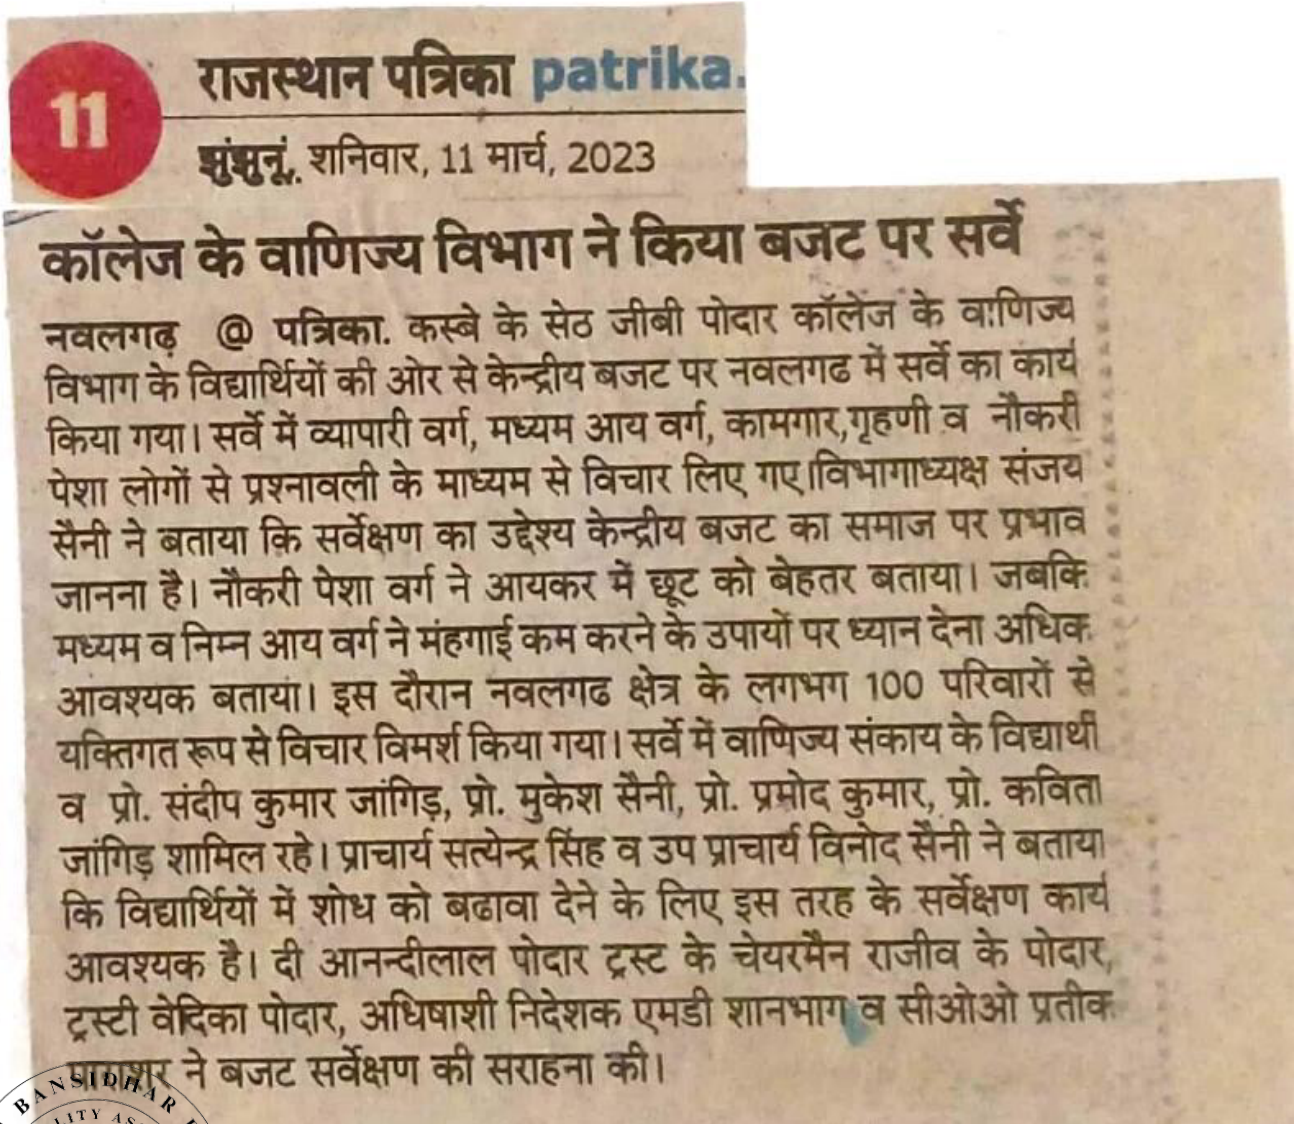 11
राजस्थान पत्रिका patrika.
झुंझुनूं, शनिवार, 11 मार्च, 2023
कॉलेज के वाणिज्य विभाग ने किया बजट पर सर्वे
नवलगढ़ @ पत्रिका. कस्बे के सेठ जीबी पोदार कॉलेज के वाणिज्य
विभाग के विद्यार्थियों की ओर से केन्द्रीय बजट पर नवलगढ में सर्वे का कार्य
किया गया। सर्वे में व्यापारी वर्ग, मध्यम आय वर्ग, कामगार,गृहणी व नौकरी
पेशा लोगों से प्रश्नावली के माध्यम से विचार लिए गए।विभागाध्यक्ष संजय
सैनी ने बताया कि सर्वेक्षण का उद्देश्य केन्द्रीय बजट का समाज पर प्रभाव
जानना है। नौकरी पेशा वर्ग ने आयकर में छूट को बेहतर बताया। जबकि
मध्यम व निम्न आय वर्ग ने मंहगाई कम करने के उपायों पर ध्यान देना अधिक
आवश्यक बताया। इस दौरान नवलगढ क्षेत्र के लगभग 100 परिवारों से
यक्तिगत रूप से विचार विमर्श किया गया। सर्वे में वाणिज्य संकाय के विद्यार्थी
व प्रो. संदीप कुमार जांगिड़, प्रो. मुकेश सैनी, प्रो. प्रमोद कुमार, प्रो. कविता
जांगिड़ शामिल रहे। प्राचार्य सत्येन्द्र सिंह व उप प्राचार्य विनोद सैनी ने बताया
कि विद्यार्थियों में शोध को बढावा देने के लिए इस तरह के सर्वेक्षण कार्य
आवश्यक है। दी आनन्दीलाल पोदार ट्रस्ट के चेयरमैन राजीव के पोदार,
ट्रस्टी वेदिका पोदार, अधिषाशी निदेशक एमडी शानभाग व सीओओ प्रतीक
पाराशर ने बजट सर्वेक्षण की सराहना की।
BANSIDHAR